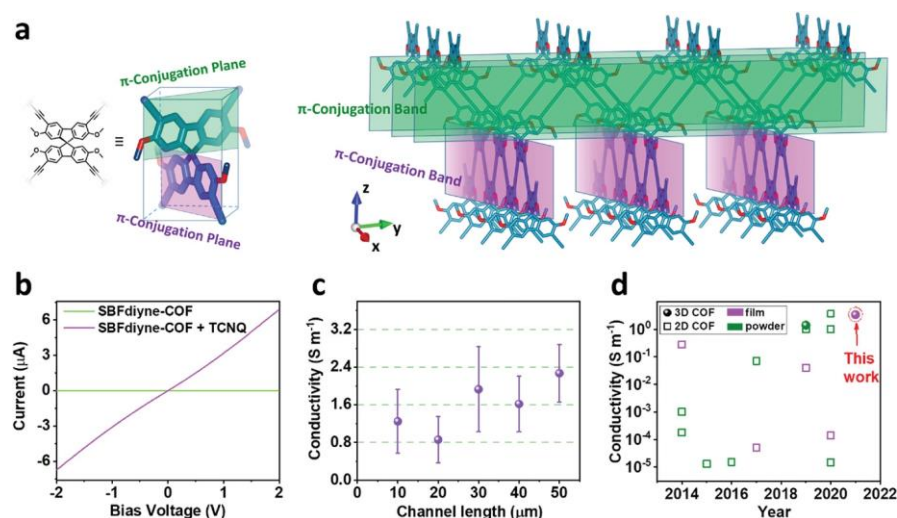 a
π-Conjugation Plane
π-Conjugation Plane
π-Conjugation Band
π-Conjugation Band
z
y
x
b
SBFdiyne-COF
SBFdiyne-COF + TCNQ
Current (μA)
6
3
0
-3
-6
-2
-1
0
1
2
Bias Voltage (V)
c
Conductivity (S m⁻¹)
3.2
2.4
1.6
0.8
0.0
10
20
30
40
50
Channel length (μm)
d
3D COF
film
2D COF
powder
Conductivity (S m⁻¹)
10⁰
10⁻¹
10⁻²
10⁻³
10⁻⁴
10⁻⁵
This
work
2014
2016
2018
2020
2022
Year